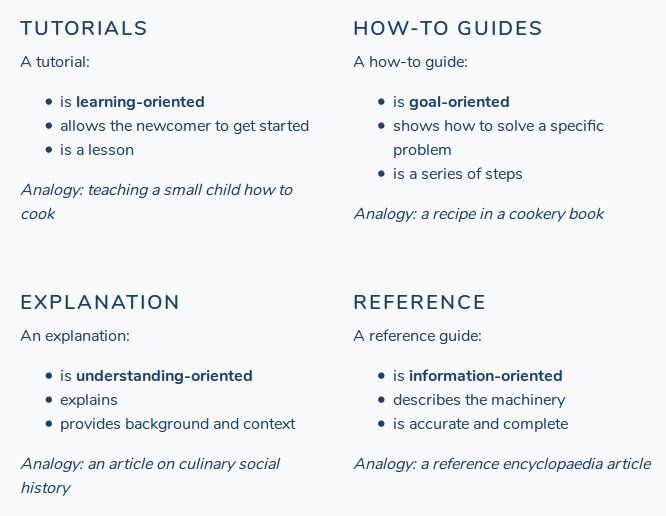 TUTORIALS
A tutorial:
• is learning-oriented
• allows the newcomer to get started
• is a lesson
Analogy: teaching a small child how to
cook
HOW-TO GUIDES
A how-to guide:
• is goal-oriented
• shows how to solve a specific
problem
• is a series of steps
Analogy: a recipe in a cookery book
EXPLANATION
An explanation:
• is understanding-oriented
• explains
• provides background and context
Analogy: an article on culinary social
history
REFERENCE
A reference guide:
• is information-oriented
• describes the machinery
• is accurate and complete
Analogy: a reference encyclopaedia article